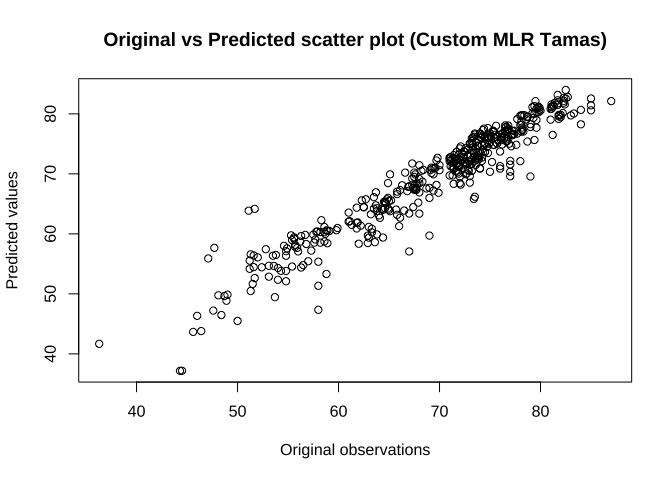 Original vs Predicted scatter plot (Custom MLR Tamas)
Predicted values
80
70
60
50
40
40 50 60 70 80
Original observations